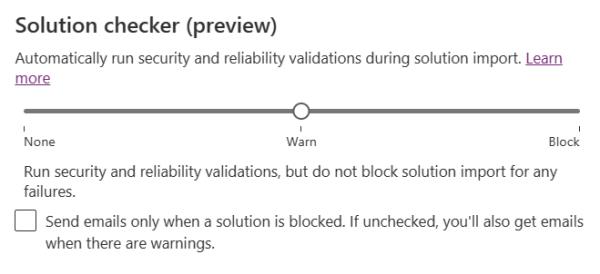 Solution checker (preview)
Automatically run security and reliability validations during solution import. Learn
more
None
Warn
Block
Run security and reliability validations, but do not block solution import for any
failures.
Send emails only when a solution is blocked. If unchecked, you'll also get emails
when there are warnings.